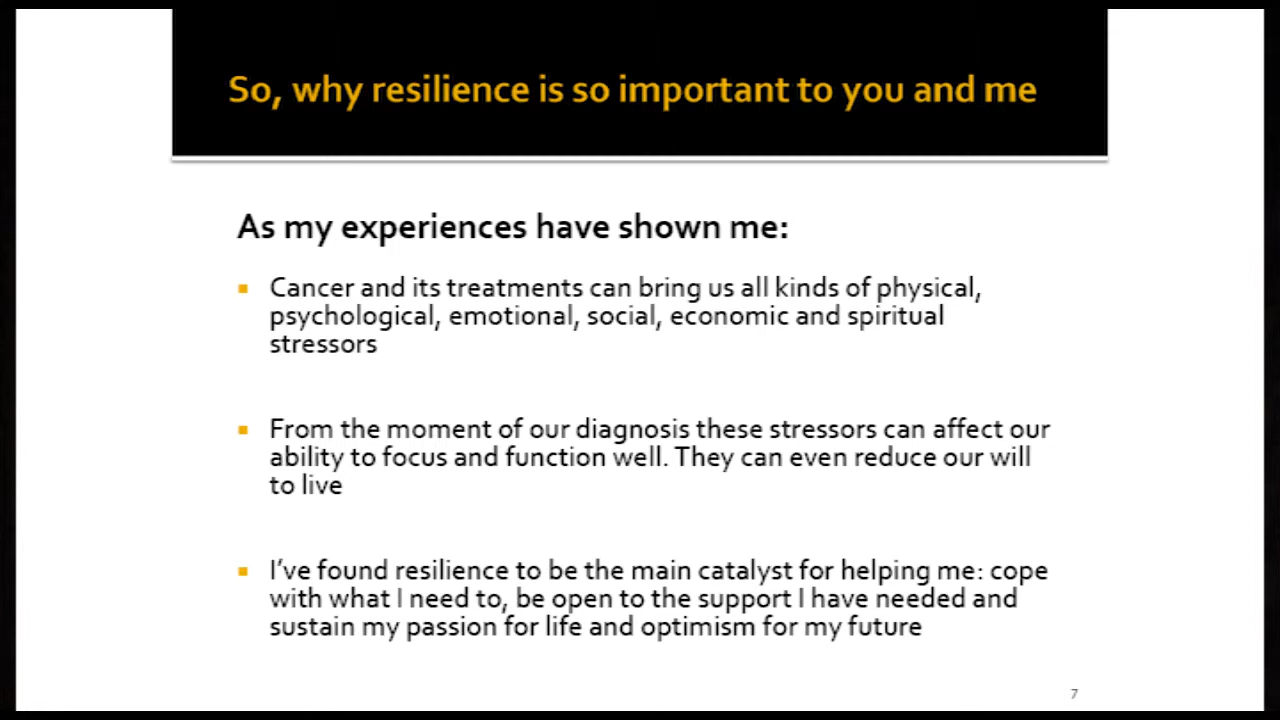 So, why resilience is so important to you and me
As my experiences have shown me:
Cancer and its treatments can bring us all kinds of physical,
psychological, emotional, social, economic and spiritual
stressors
From the moment of our diagnosis these stressors can affect our
ability to focus and function well. They can even reduce our will
to live
I've found resilience to be the main catalyst for helping me: cope
with what I need to, be open to the support I have needed and
sustain my passion for life and optimism for my future
7